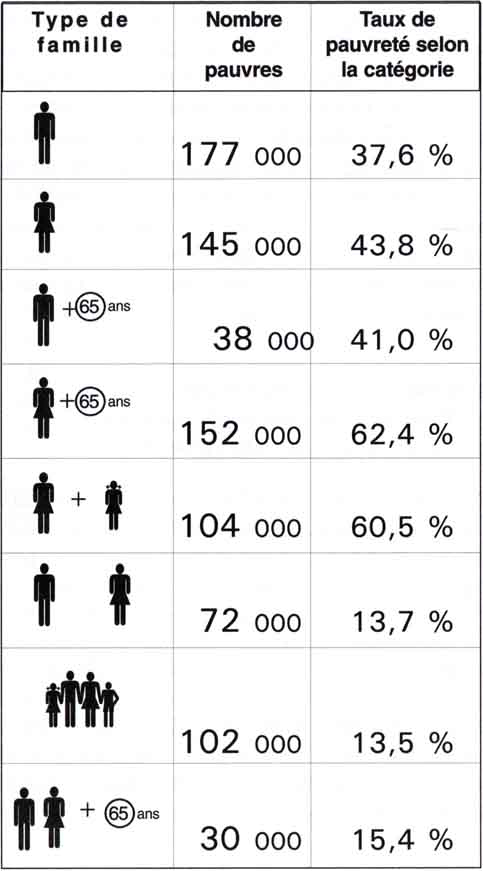 Type de famille
Nombre de pauvres
Taux de pauvreté selon la catégorie
177 000
37,6 %
145 000
43,8 %
+65 ans
38 000
41,0 %
+65 ans
152 000
62,4 %
+
104 000
60,5 %
72 000
13,7 %
102 000
13,5 %
+ 65 ans
30 000
15,4 %